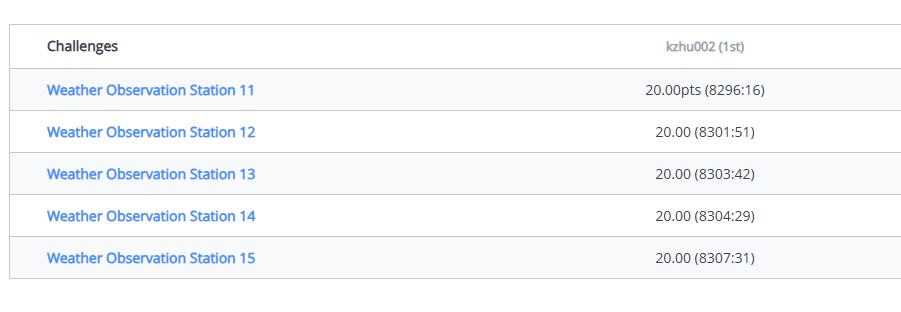 Challenges kzhu002 (1st)
Weather Observation Station 11 20.00pts (8296:16)
Weather Observation Station 12 20.00 (8301:51)
Weather Observation Station 13 20.00 (8303:42)
Weather Observation Station 14 20.00 (8304:29)
Weather Observation Station 15 20.00 (8307:31)